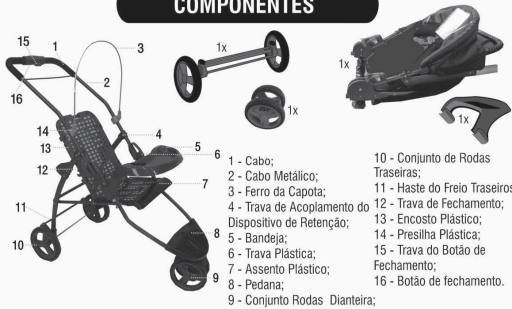 COMPONENTES
15
1
3
16
2
1x
1x
1x
1x
14
13
12
4
5
6
7
11
10
8
9
1 - Cabo;
2 - Cabo Metálico;
3 - Ferro da Capota;
4 - Trava de Acoplamento do
Dispositivo de Retenção;
5 - Bandeja;
6 - Trava Plástica;
7 - Assento Plástico;
8 - Pedana;
9 - Conjunto Rodas Dianteira;
10 - Conjunto de Rodas
Traseiras;
11 - Haste do Freio Traseiros
12 - Trava de Fechamento;
13 - Encosto Plástico;
14 - Presilha Plástica;
15 - Trava do Botão de
Fechamento;
16 - Botão de fechamento.